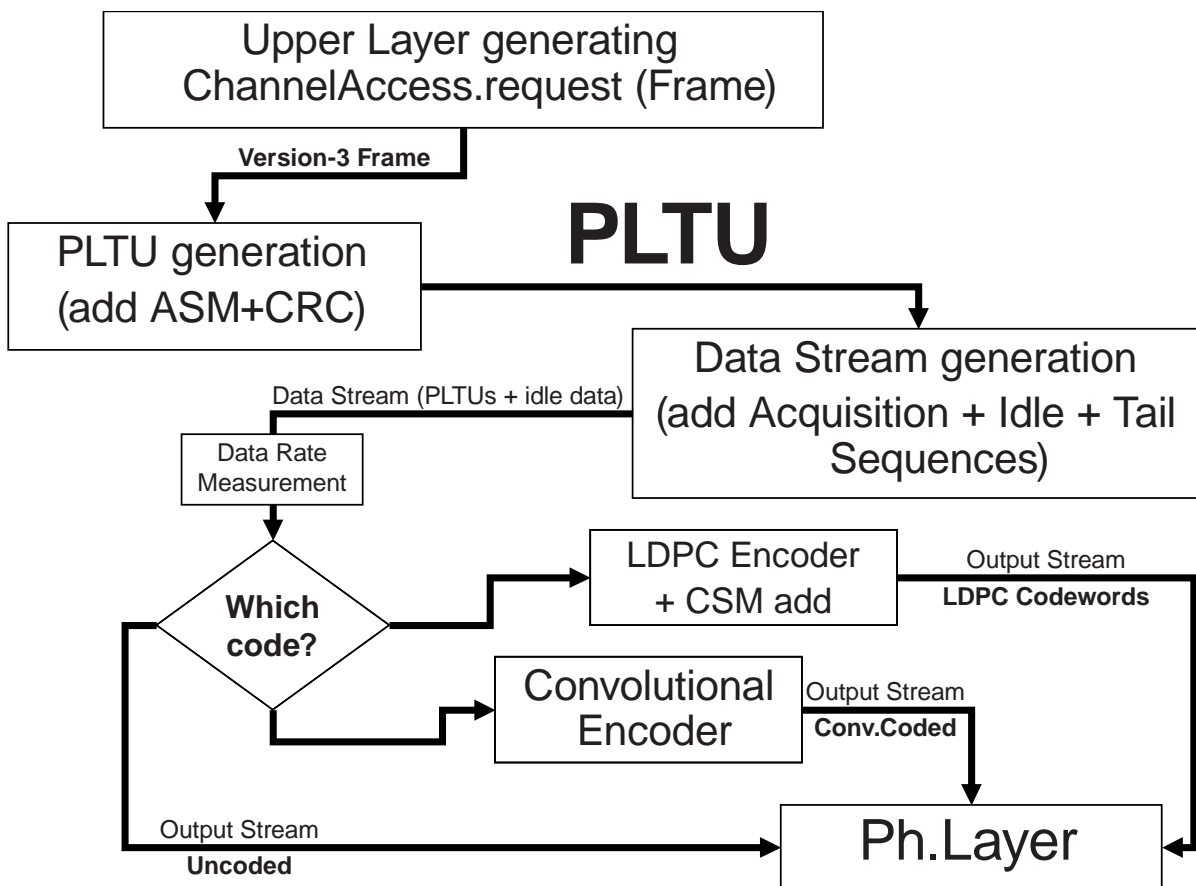 Upper Layer generating
ChannelAccess.request (Frame)
Version-3 Frame
PLTU
PLTU generation
(add ASM+CRC)
Data Stream generation
(add Acquisition + Idle + Tail
Sequences)
Data Stream (PLTUs + idle data)
Data Rate
Measurement
LDPC Encoder
+ CSM add
Output Stream
LDPC Codewords
Which
code?
Convolutional
Encoder
Output Stream
Conv.Coded
Output Stream
Uncoded
Ph.Layer